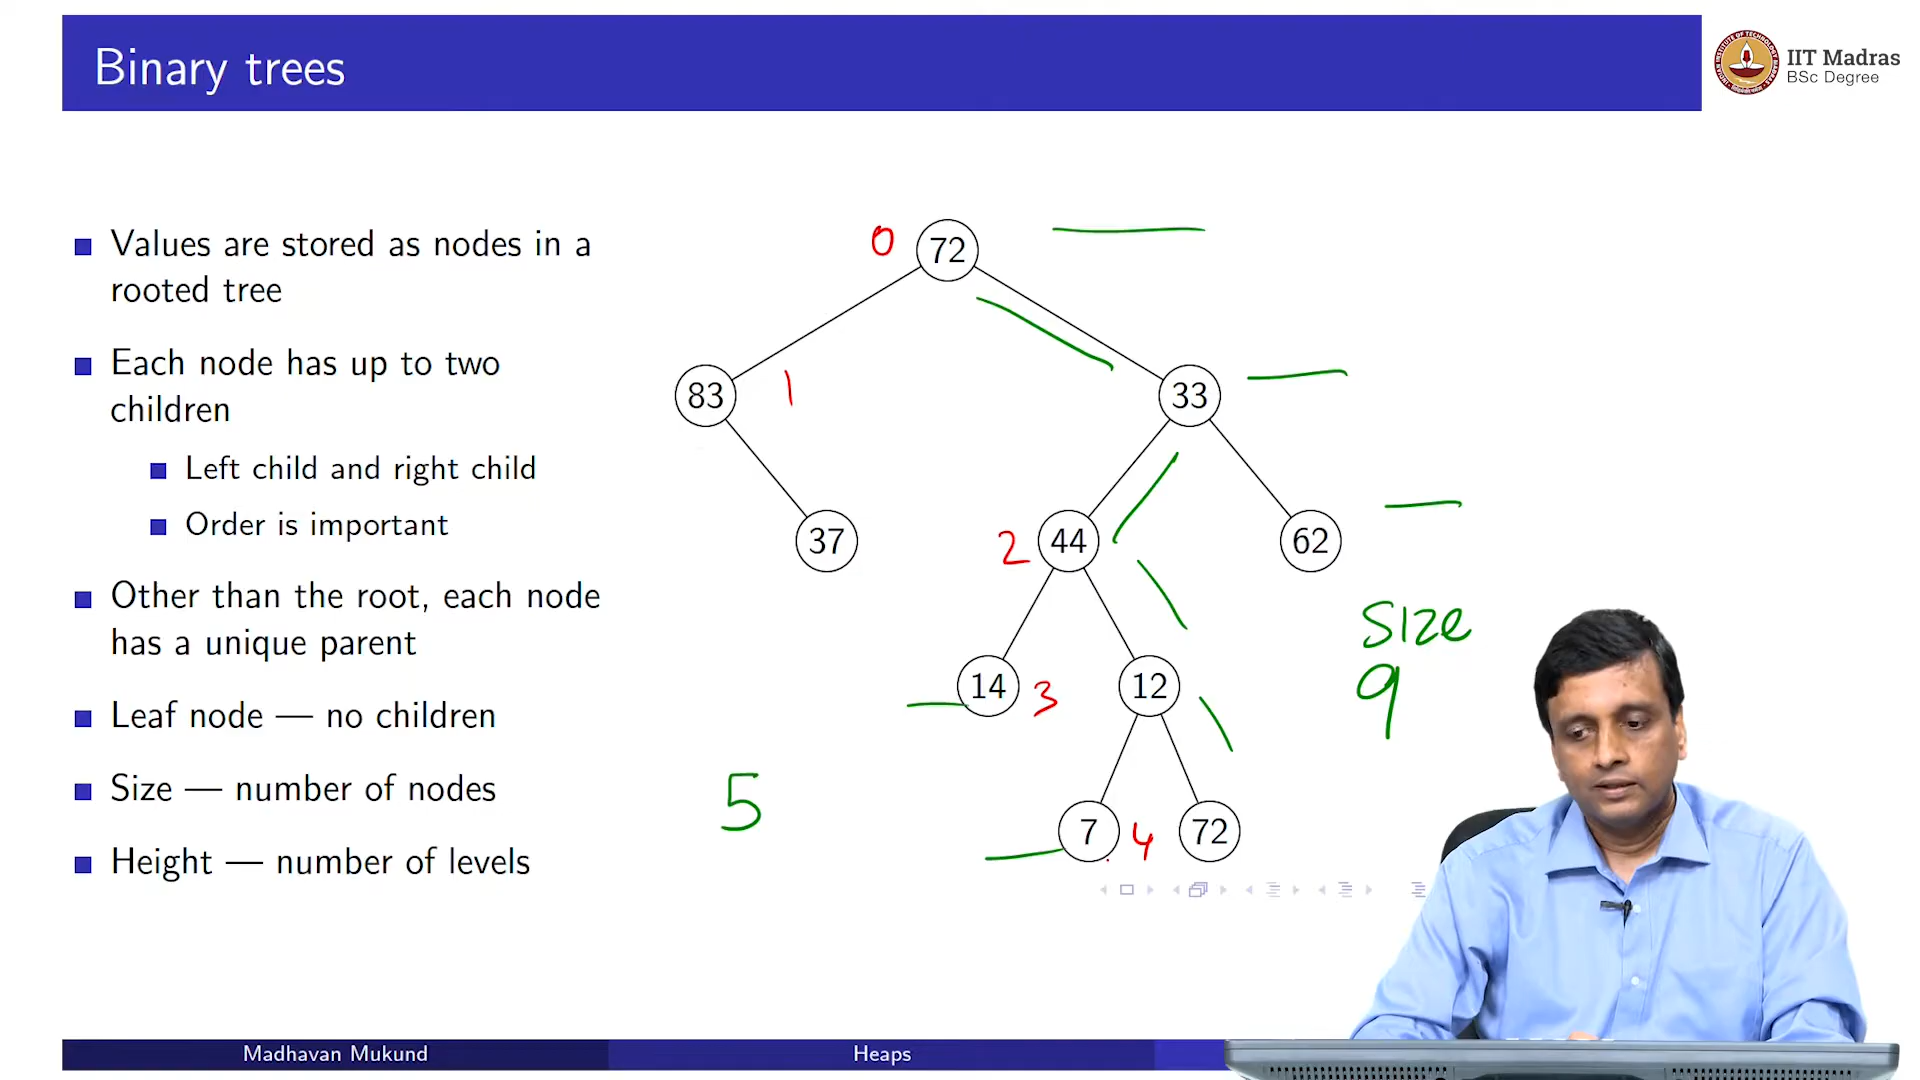 Binary trees
IIT Madras
BSc Degree
Values are stored as nodes in a
rooted tree
Each node has up to two
children
Left child and right child
Order is important
Other than the root, each node
has a unique parent
Leaf node — no children
Size — number of nodes
Height — number of levels
0 72
83 1 33
37 2 44 62
size
14 3 12 9
5
7 4 72
Madhavan Mukund
Heaps